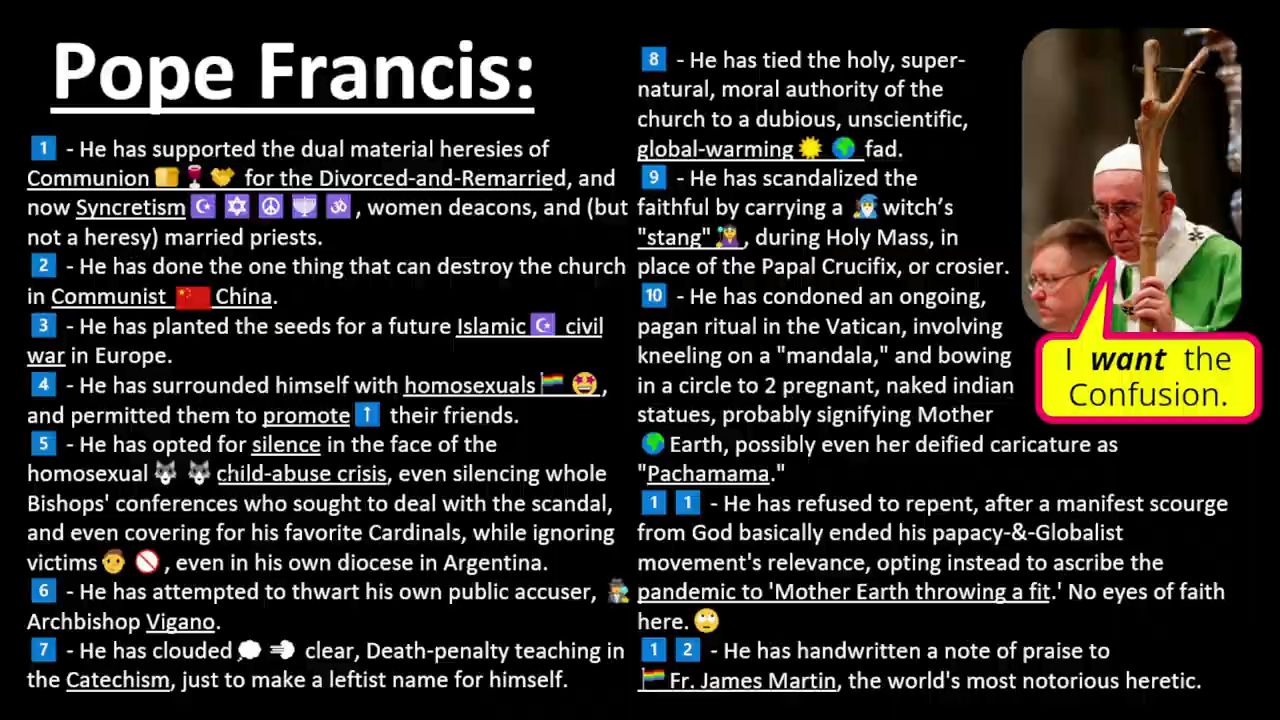 Pope Francis:
1 - He has supported the dual material heresies of
Communion 🍞🍷🤝 for the Divorced-and-Remarried, and
now Syncretism ☪️✡️☮️🕎🕉️, women deacons, and (but
not a heresy) married priests.
2 - He has done the one thing that can destroy the church
in Communist 🇨🇳 China.
3 - He has planted the seeds for a future Islamic ☪️ civil
war in Europe.
4 - He has surrounded himself with homosexuals 🏳️‍🌈 🤩,
and permitted them to promote ⬆️ their friends.
5 - He has opted for silence in the face of the
homosexual 🐺 🐺 child-abuse crisis, even silencing whole
Bishops' conferences who sought to deal with the scandal,
and even covering for his favorite Cardinals, while ignoring
victims 👦 🚫, even in his own diocese in Argentina.
6 - He has attempted to thwart his own public accuser, 🕵️
Archbishop Vigano.
7 - He has clouded 💭 💨 clear, Death-penalty teaching in
the Catechism, just to make a leftist name for himself.
8 - He has tied the holy, super-
natural, moral authority of the
church to a dubious, unscientific,
global-warming ☀️ 🌍 fad.
9 - He has scandalized the
faithful by carrying a 🧙 witch's
"stang" 🧙‍♀️, during Holy Mass, in
place of the Papal Crucifix, or crosier.
10 - He has condoned an ongoing,
pagan ritual in the Vatican, involving
kneeling on a "mandala," and bowing
in a circle to 2 pregnant, naked indian
statues, probably signifying Mother
🌍 Earth, possibly even her deified caricature as
"Pachamama."
1 1 - He has refused to repent, after a manifest scourge
from God basically ended his papacy-&-Globalist
movement's relevance, opting instead to ascribe the
pandemic to 'Mother Earth throwing a fit.' No eyes of faith
here. 🙄
1 2 - He has handwritten a note of praise to
🏳️‍🌈 Fr. James Martin, the world's most notorious heretic.
I want the
Confusion.